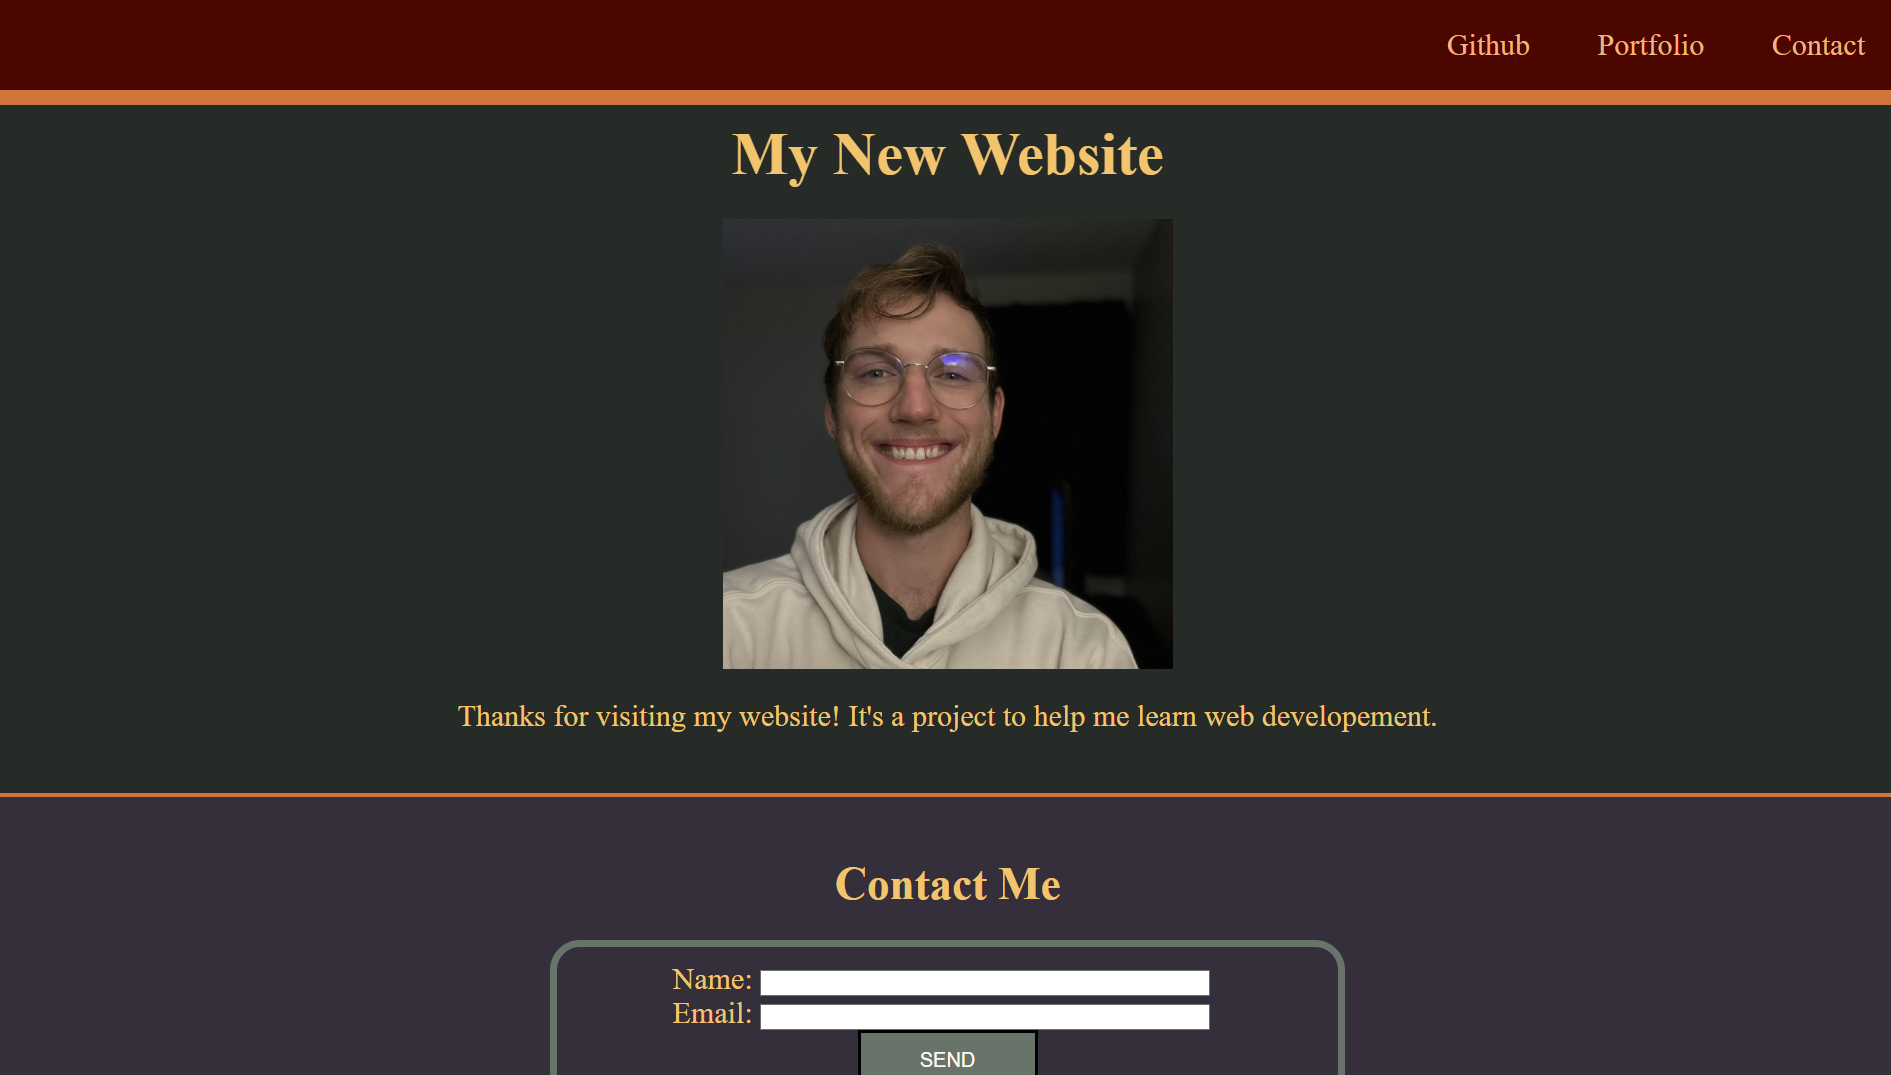 Github Portfolio Contact
My New Website
Thanks for visiting my website! It's a project to help me learn web developement.
Contact Me
Name:
Email:
SEND